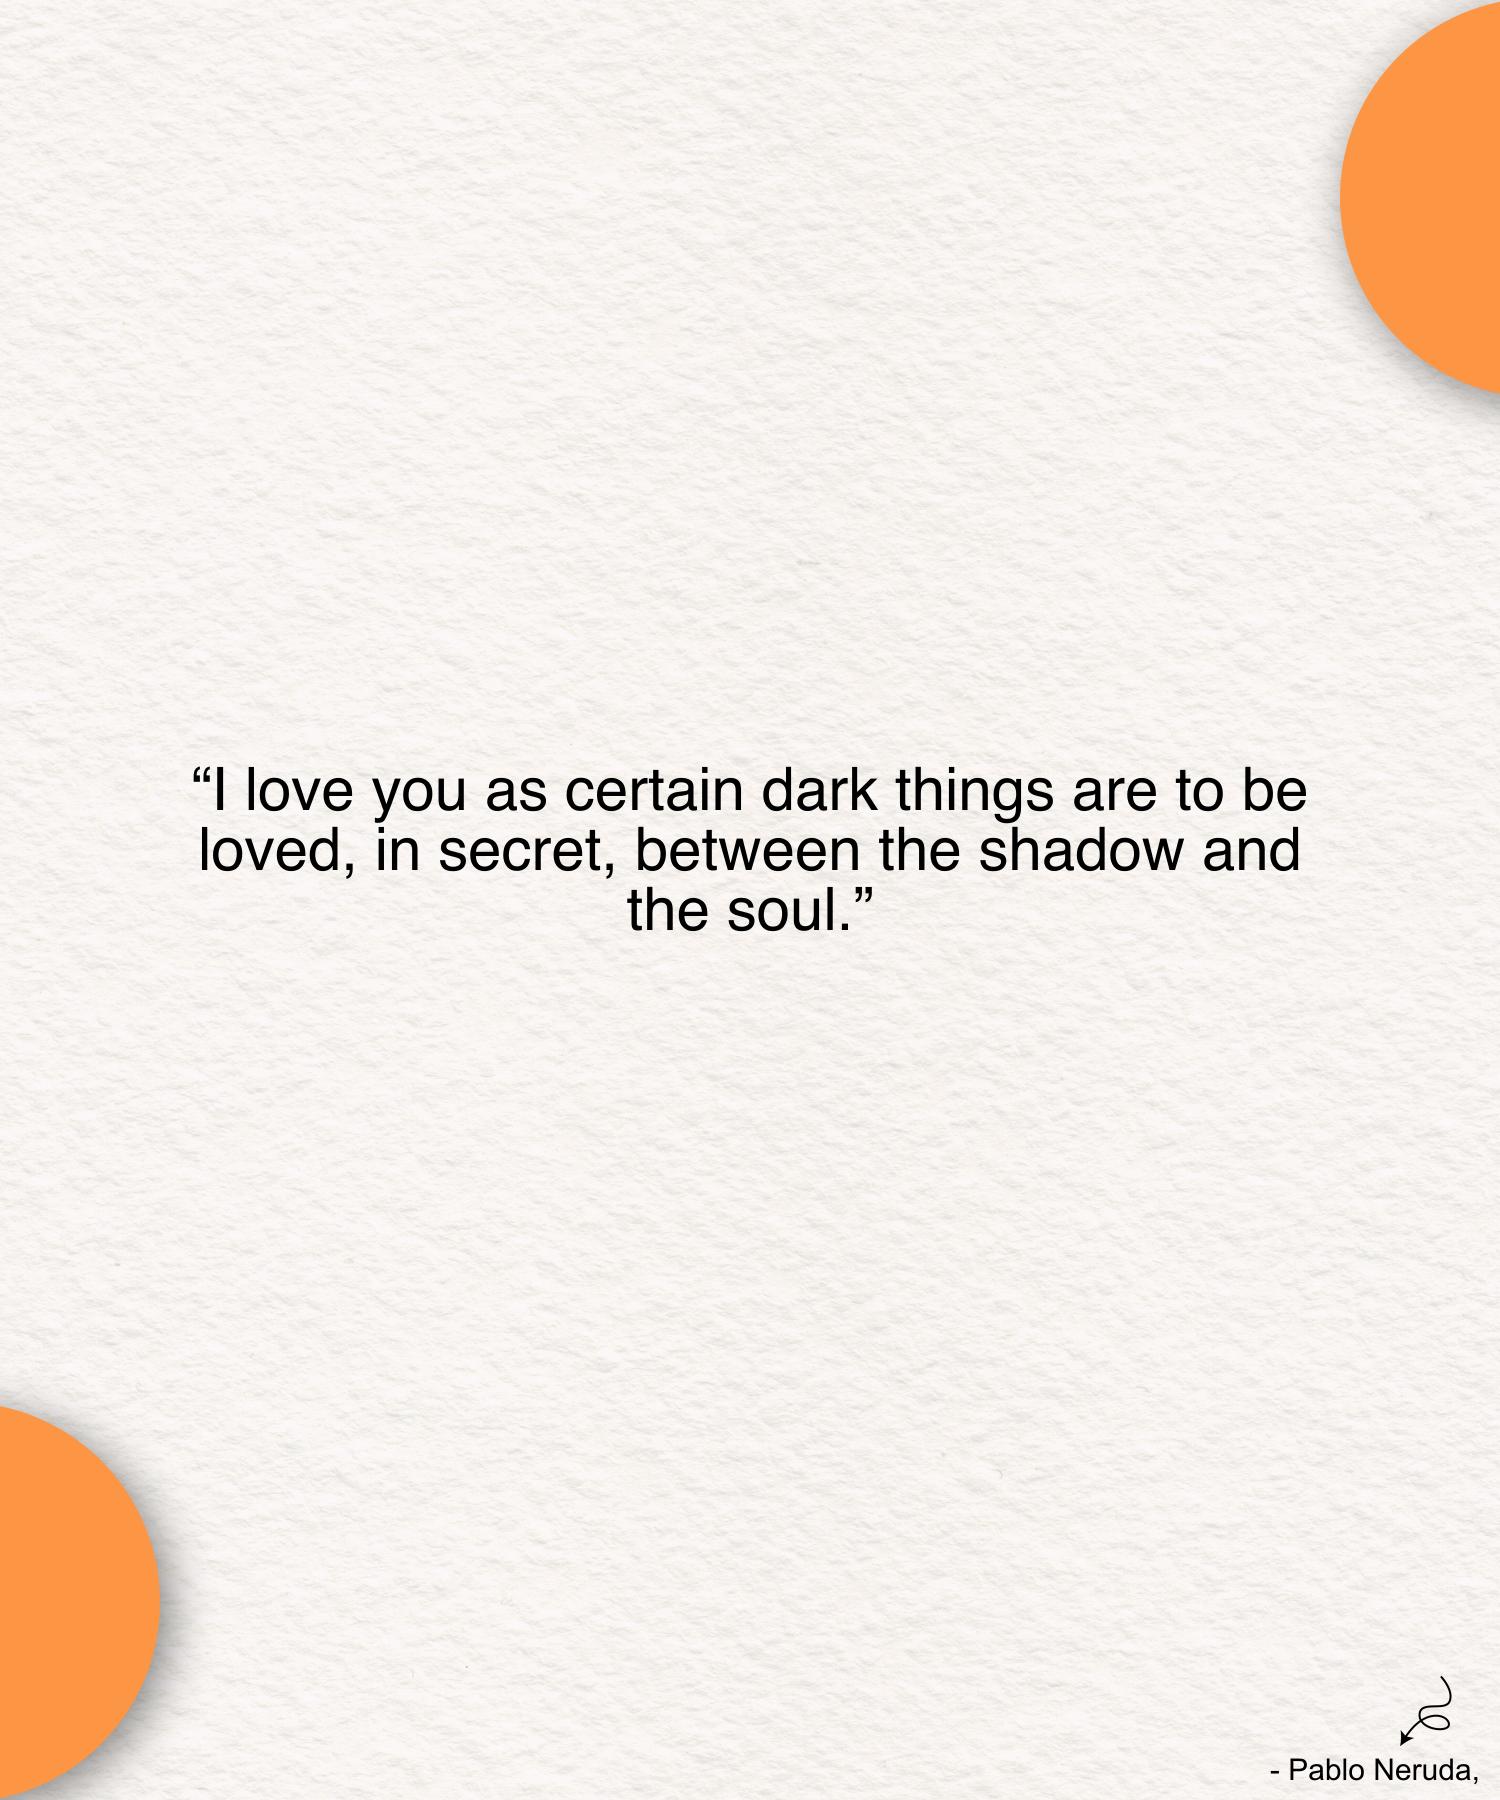 “I love you as certain dark things are to be
loved, in secret, between the shadow and
the soul.”
- Pablo Neruda,